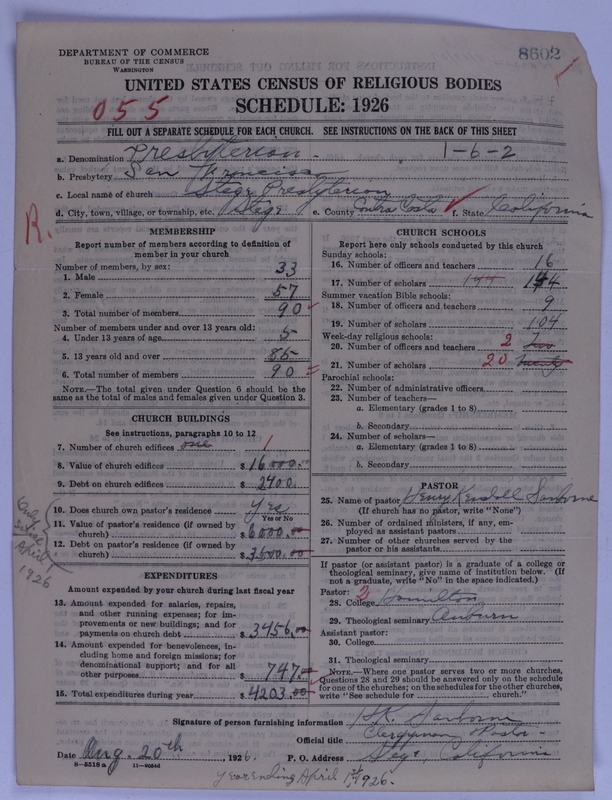 DEPARTMENT OF COMMERCE
BUREAU OF THE CENSUS
WASHINGTON
8602
UNITED STATES CENSUS OF RELIGIOUS BODIES
SCHEDULE: 1926
055
FILL OUT A SEPARATE SCHEDULE FOR EACH CHURCH. SEE INSTRUCTIONS ON THE BACK OF THIS SHEET
a. Denomination Presbyterian - 1-6-2
b. Presbytery San Francisco
c. Local name of church Stege Presbyterian
d. City, town, village, or township, etc. Stege e. County Contra Costa f. State California
R.
MEMBERSHIP
Report number of members according to definition of
member in your church
Number of members, by sex:
1. Male 33
2. Female 57
3. Total number of members 90
Number of members under and over 13 years old:
4. Under 13 years of age 5
5. 13 years old and over 85
6. Total number of members 90
NOTE.—The total given under Question 6 should be the
same as the total of males and females given under Question 3.
CHURCH BUILDINGS
See instructions, paragraphs 10 to 12
7. Number of church edifices one 1
8. Value of church edifices $ 16,000.
9. Debt on church edifices $ 2900.
10. Does church own pastor's residence Yes
Yes or No
11. Value of pastor's residence (if owned by
church) $ 6000.00
12. Debt on pastor's residence (if owned by
church) $ 3500.00
Only
since
April
1926
EXPENDITURES
Amount expended by your church during last fiscal year
13. Amount expended for salaries, repairs,
and other running expenses; for im-
provements or new buildings; and for
payments on church debt $ 3456.00
14. Amount expended for benevolences, in-
cluding home and foreign missions; for
denominational support; and for all
other purposes $ 747.
15. Total expenditures during year $ 4203.00
CHURCH SCHOOLS
Report here only schools conducted by this church
Sunday schools:
16. Number of officers and teachers 16
17. Number of scholars 144 144
Summer vacation Bible schools:
18. Number of officers and teachers 9
19. Number of scholars 104
Week-day religious schools:
20. Number of officers and teachers 2 two
21. Number of scholars 20 twenty
Parochial schools:
22. Number of administrative officers
23. Number of teachers—
a. Elementary (grades 1 to 8)
b. Secondary
24. Number of scholars—
a. Elementary (grades 1 to 8)
b. Secondary
PASTOR
25. Name of pastor Henry Kendall Sanborne
(If church has no pastor, write "None")
26. Number of ordained ministers, if any, em-
ployed as assistant pastors
27. Number of other churches served by the
pastor or his assistants
If pastor (or assistant pastor) is a graduate of a college or
theological seminary, give name of institution below. (If
not a graduate, write "No" in the space indicated.)
Pastor: 3
28. College Hamilton
29. Theological seminary Auburn
Assistant pastor:
30. College
31. Theological seminary
NOTE.—Where one pastor serves two or more churches,
Questions 28 and 29 should be answered only on the schedule
for one of the churches; on the schedules for the other churches,
write "See schedule for church."
Signature of person furnishing information H.K. Sanborne
Official title Clergyman Pastor
Date Aug. 20th, 1926. P. O. Address Stege, California
8-5518a 11-9054d
Year ending April 1st 1926.